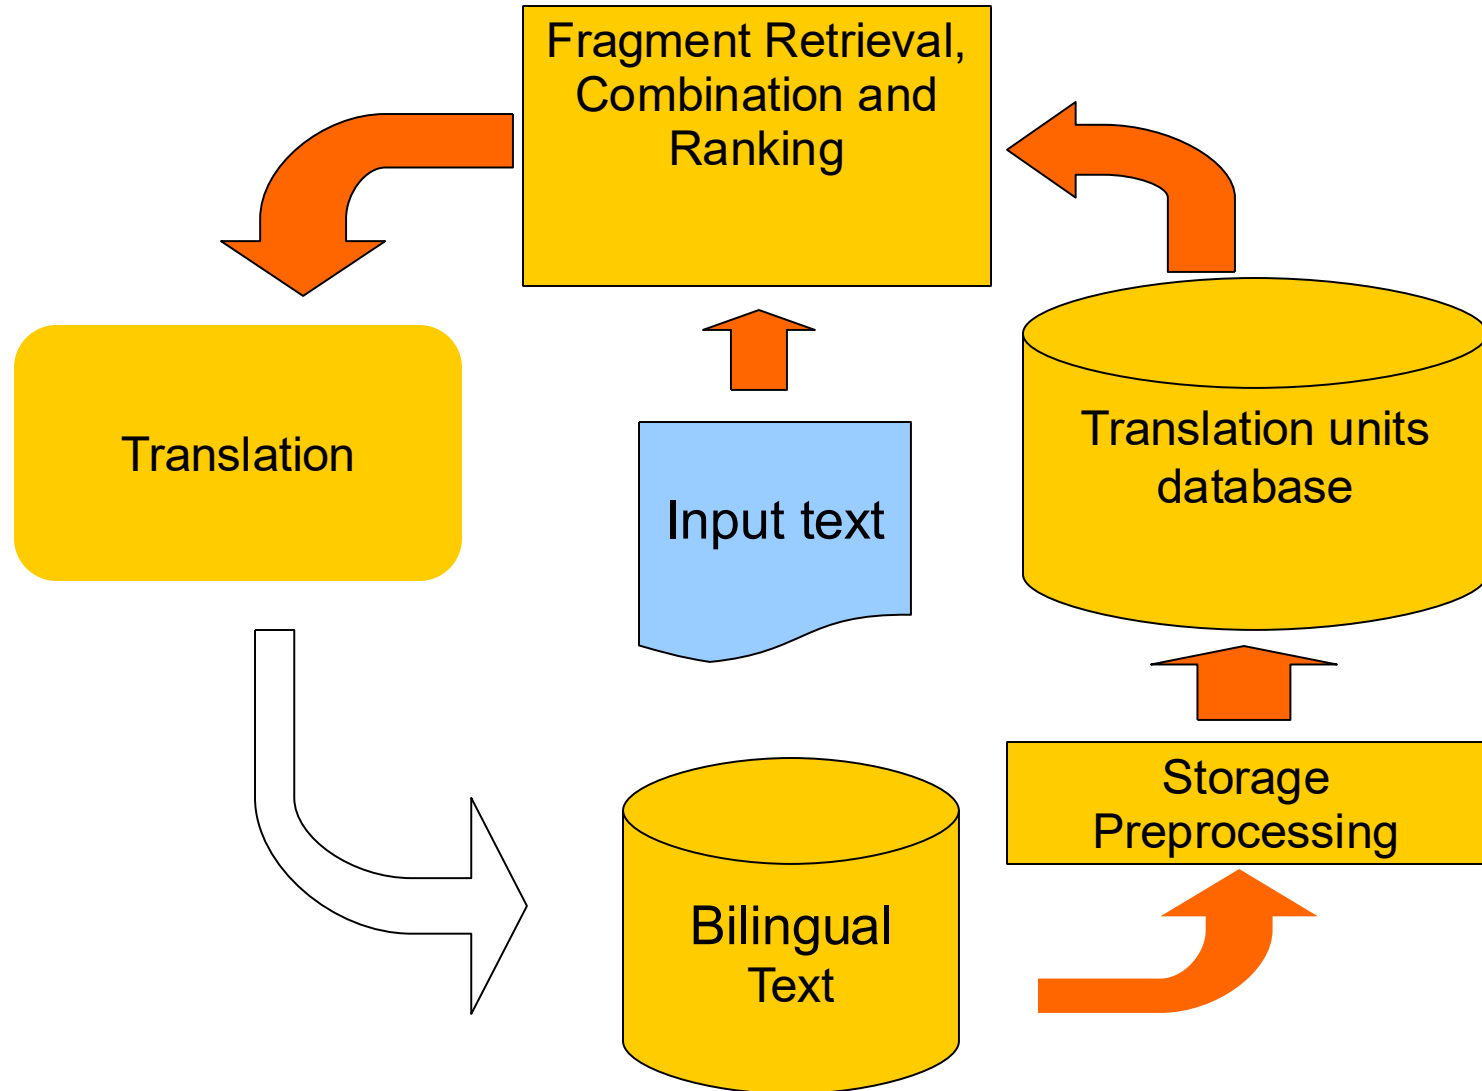 Fragment Retrieval,
Combination and
Ranking
Translation
Input text
Translation units
database
Storage
Preprocessing
Bilingual
Text